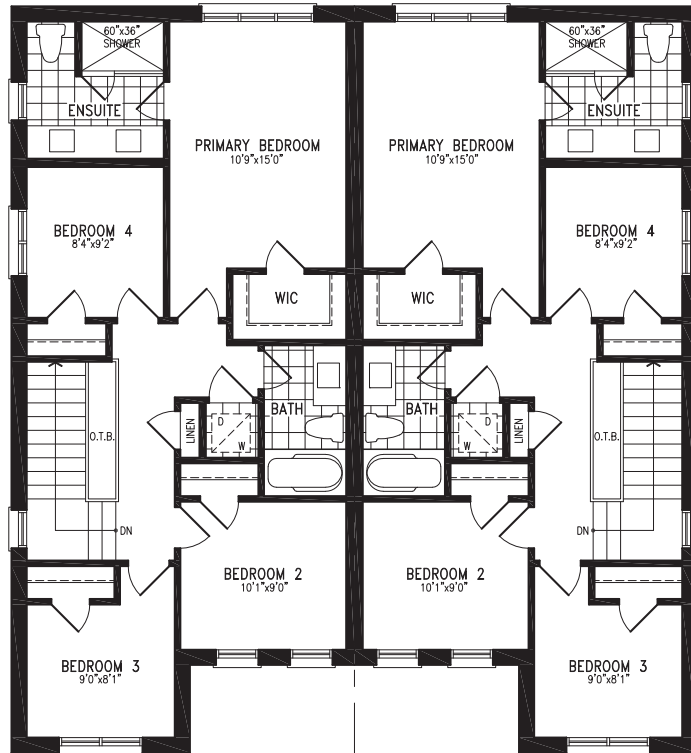 60"x36"
SHOWER
60"x36"
SHOWER
ENSUITE
ENSUITE
PRIMARY BEDROOM
10'9"x15'0"
PRIMARY BEDROOM
10'9"x15'0"
BEDROOM 4
8'4"x9'2"
BEDROOM 4
8'4"x9'2"
WIC
WIC
BATH
BATH
LINEN
D
W
D
W
LINEN
O.T.B.
O.T.B.
DN
DN
BEDROOM 2
10'1"x9'0"
BEDROOM 2
10'1"x9'0"
BEDROOM 3
9'0"x8'1"
BEDROOM 3
9'0"x8'1"